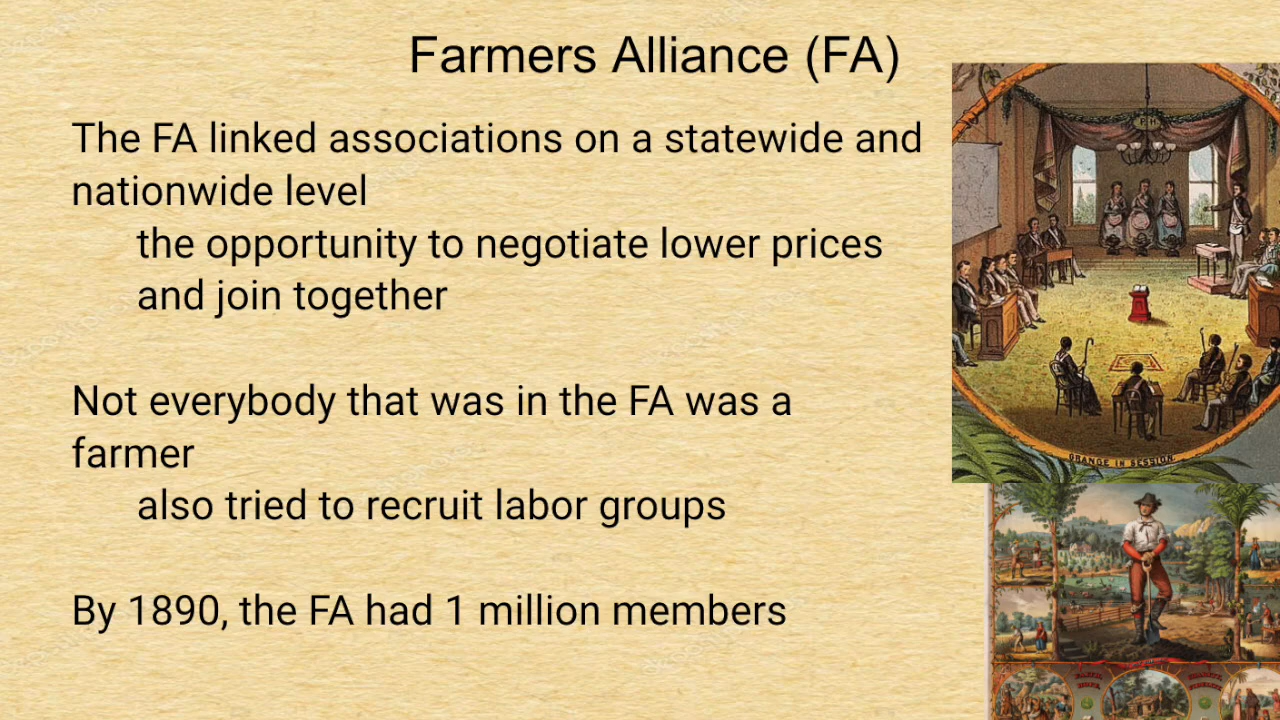 Farmers Alliance (FA)
The FA linked associations on a statewide and
nationwide level
the opportunity to negotiate lower prices
and join together
Not everybody that was in the FA was a
farmer
also tried to recruit labor groups
By 1890, the FA had 1 million members
GRANGE IN SESSION